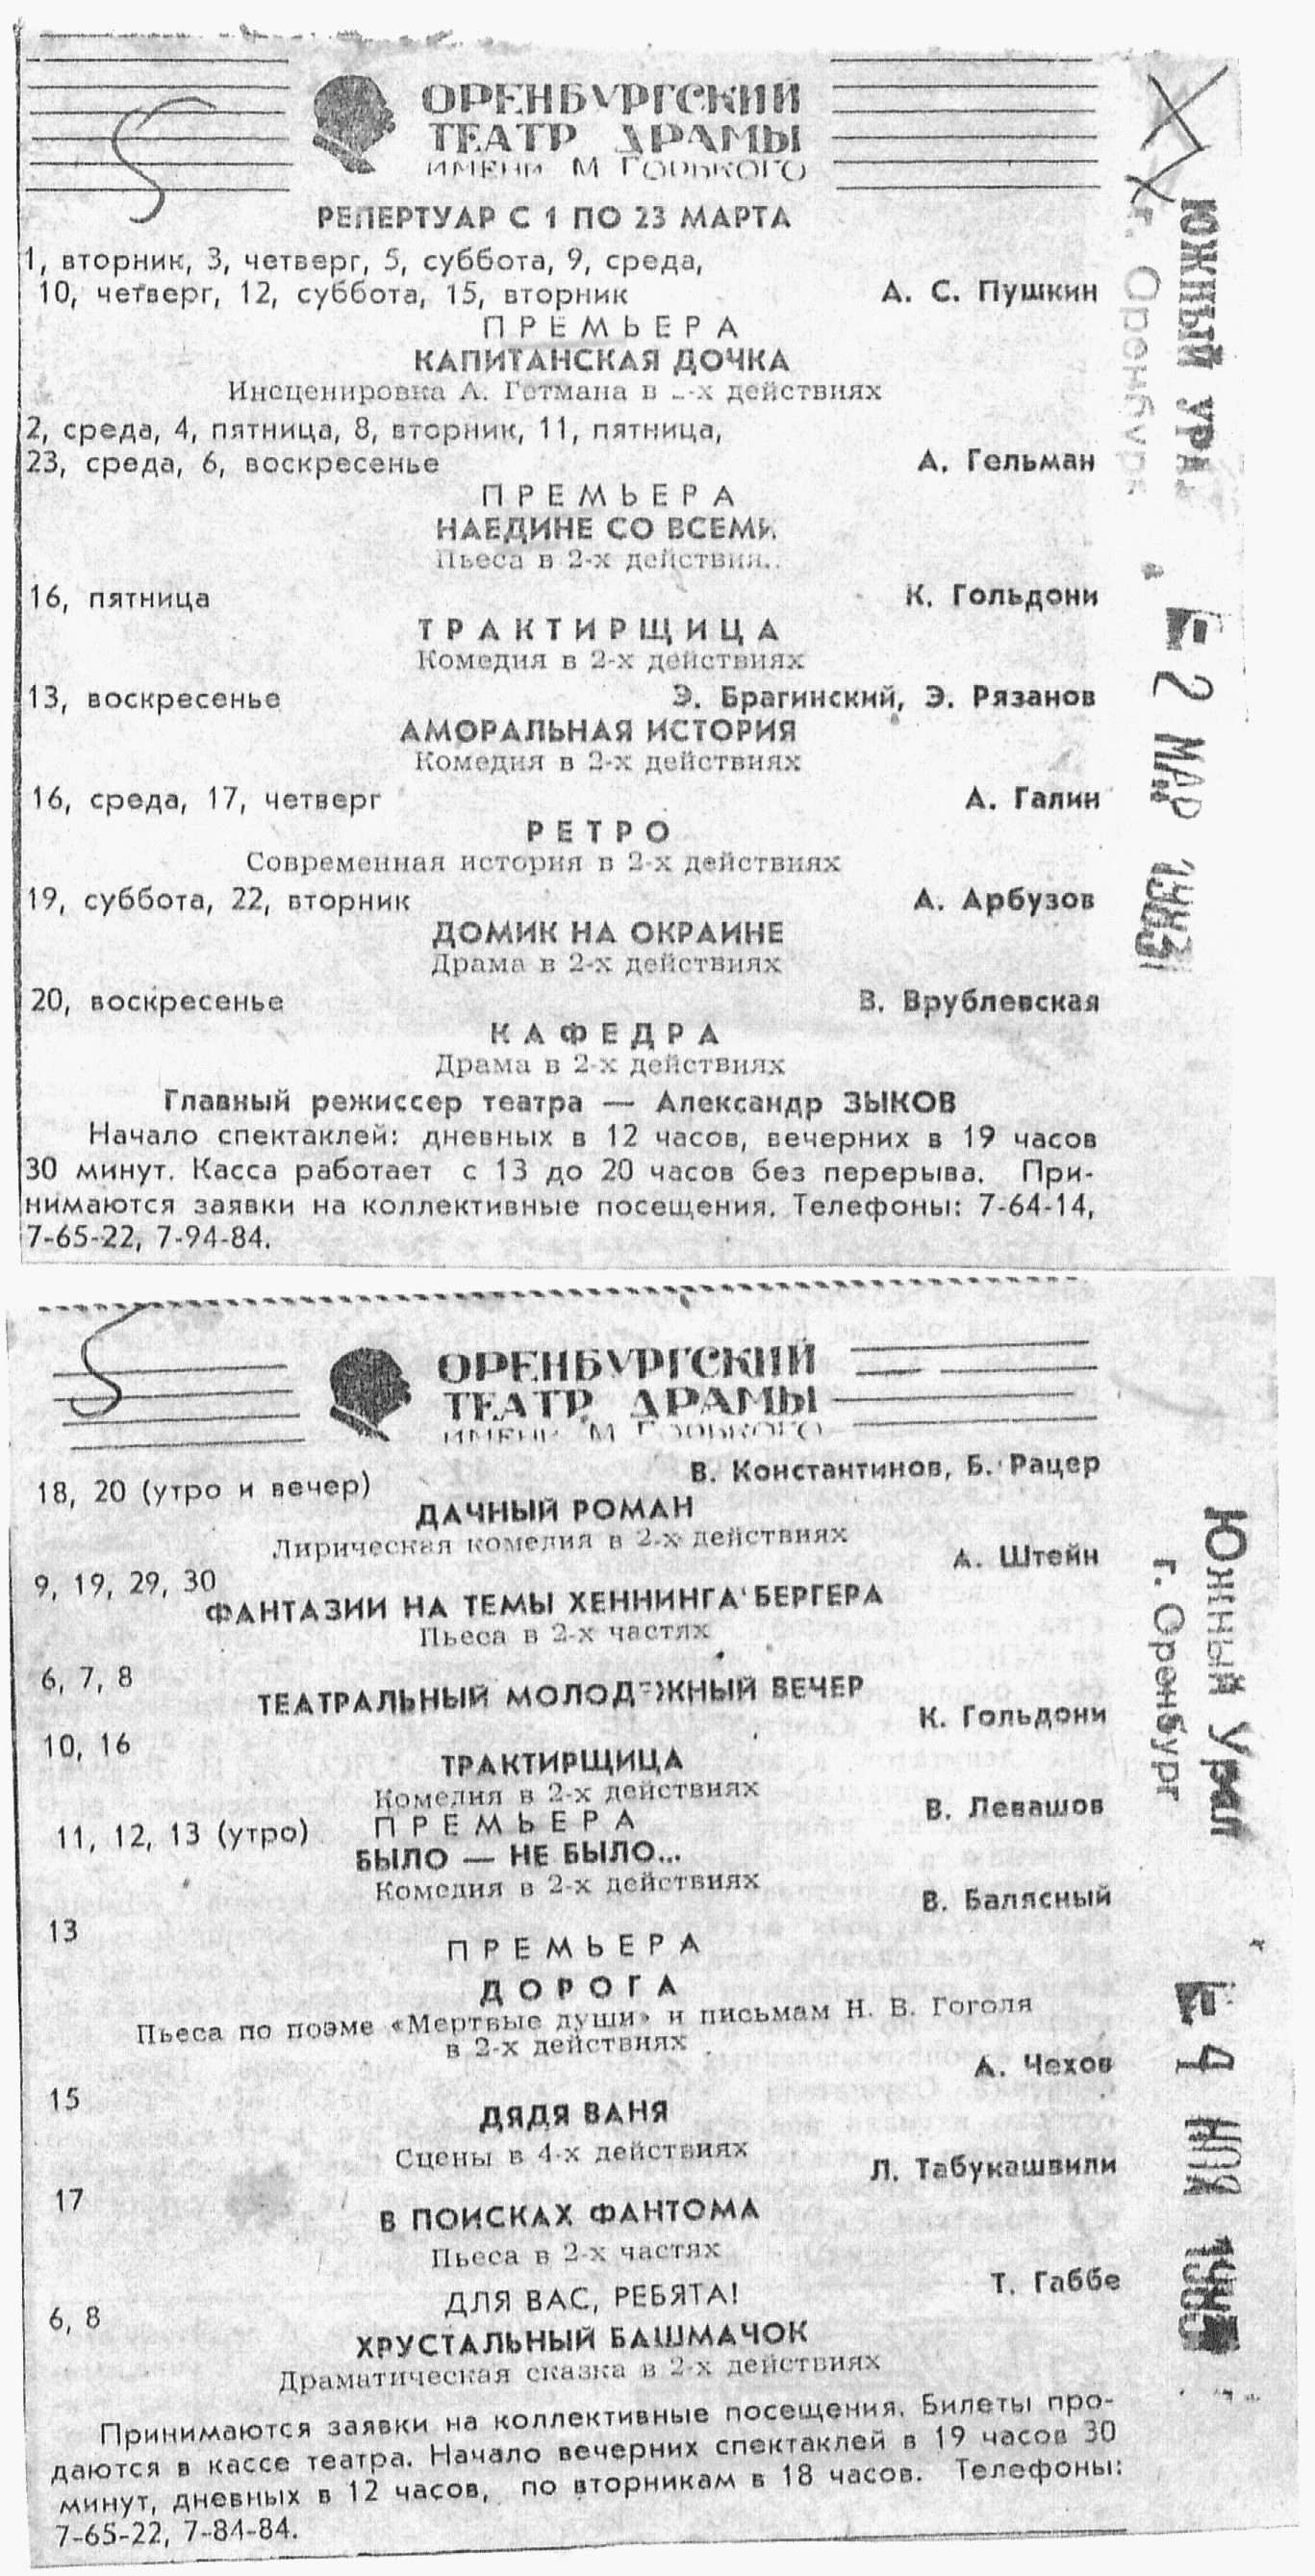 ОРЕНБУРГСКИЙ
ТЕАТР ДРАМЫ
ИМЕНИ М ГОРЬКОГО
РЕПЕРТУАР С 1 ПО 23 МАРТА
1, вторник, 3, четверг, 5, суббота, 9, среда,
10, четверг, 12, суббота, 15, вторник А. С. Пушкин
ПРЕМЬЕРА
КАПИТАНСКАЯ ДОЧКА
Инсценировка А. Гетмана в -х действиях
2, среда, 4, пятница, 8, вторник, 11, пятница,
23, среда, 6, воскресенье А. Гельман
ПРЕМЬЕРА
НАЕДИНЕ СО ВСЕМИ
Пьеса в 2-х действия..
16, пятница К. Гольдони
ТРАКТИРЩИЦА
Комедия в 2-х действиях
13, воскресенье Э. Брагинский, Э. Рязанов
АМОРАЛЬНАЯ ИСТОРИЯ
Комедия в 2-х действиях
16, среда, 17, четверг А. Галин
РЕТРО
Современная история в 2-х действиях
19, суббота, 22, вторник А. Арбузов
ДОМИК НА ОКРАИНЕ
Драма в 2-х действиях
20, воскресенье В. Врублевская
КАФЕДРА
Драма в 2-х действиях
Главный режиссер театра — Александр ЗЫКОВ
Начало спектаклей: дневных в 12 часов, вечерних в 19 часов
30 минут. Касса работает с 13 до 20 часов без перерыва. При-
нимаются заявки на коллективные посещения. Телефоны: 7-64-14,
7-65-22, 7-94-84.
ЮЖНЫЙ УРАЛ
г. Оренбург
2 МАР 1983
ОРЕНБУРГСКИЙ
ТЕАТР ДРАМЫ
ИМЕНИ М ГОРЬКОГО
18, 20 (утро и вечер) В. Константинов, Б. Рацер
ДАЧНЫЙ РОМАН
Лирическая комедия в 2-х действиях
9, 19, 29, 30 А. Штейн
ФАНТАЗИИ НА ТЕМЫ ХЕННИНГА БЕРГЕРА
Пьеса в 2-х частях
6, 7, 8
ТЕАТРАЛЬНЫЙ МОЛОДЕЖНЫЙ ВЕЧЕР
10, 16 К. Гольдони
ТРАКТИРЩИЦА
Комедия в 2-х действиях
11, 12, 13 (утро) ПРЕМЬЕРА В. Левашов
БЫЛО — НЕ БЫЛО...
Комедия в 2-х действиях
13 В. Балясный
ПРЕМЬЕРА
ДОРОГА
Пьеса по поэме «Мертвые души» и письмам Н. В. Гоголя
в 2-х действиях
15 А. Чехов
ДЯДЯ ВАНЯ
Сцены в 4-х действиях
17 Л. Табукашвили
В ПОИСКАХ ФАНТОМА
Пьеса в 2-х частях
ДЛЯ ВАС, РЕБЯТА!
6, 8 Т. Габбе
ХРУСТАЛЬНЫЙ БАШМАЧОК
Драматическая сказка в 2-х действиях
Принимаются заявки на коллективные посещения. Билеты про-
даются в кассе театра. Начало вечерних спектаклей в 19 часов 30
минут, дневных в 12 часов, по вторникам в 18 часов. Телефоны:
7-65-22, 7-84-84.
Южный Урал
г. Оренбург
4